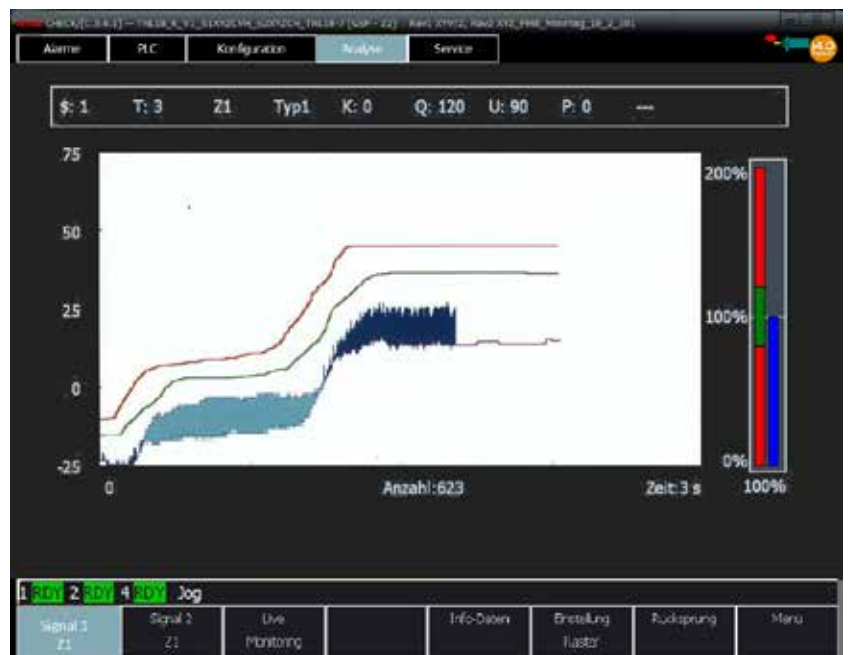 Alarme PLC Konfiguration Analyse Service
$: 1 T: 3 Z1 Typ1 K: 0 Q: 120 U: 90 P: 0 ---
75
50
25
0
-25
200%
100%
0%
0 Anzahl:623 Zeit:3 s 100%
1 RDY 2 RDY 4 RDY Jog
Signal 1 Signal 2 Live Info-Daten Einstellung Rücksprung Menü
Z1 Z1 Monitoring Raster